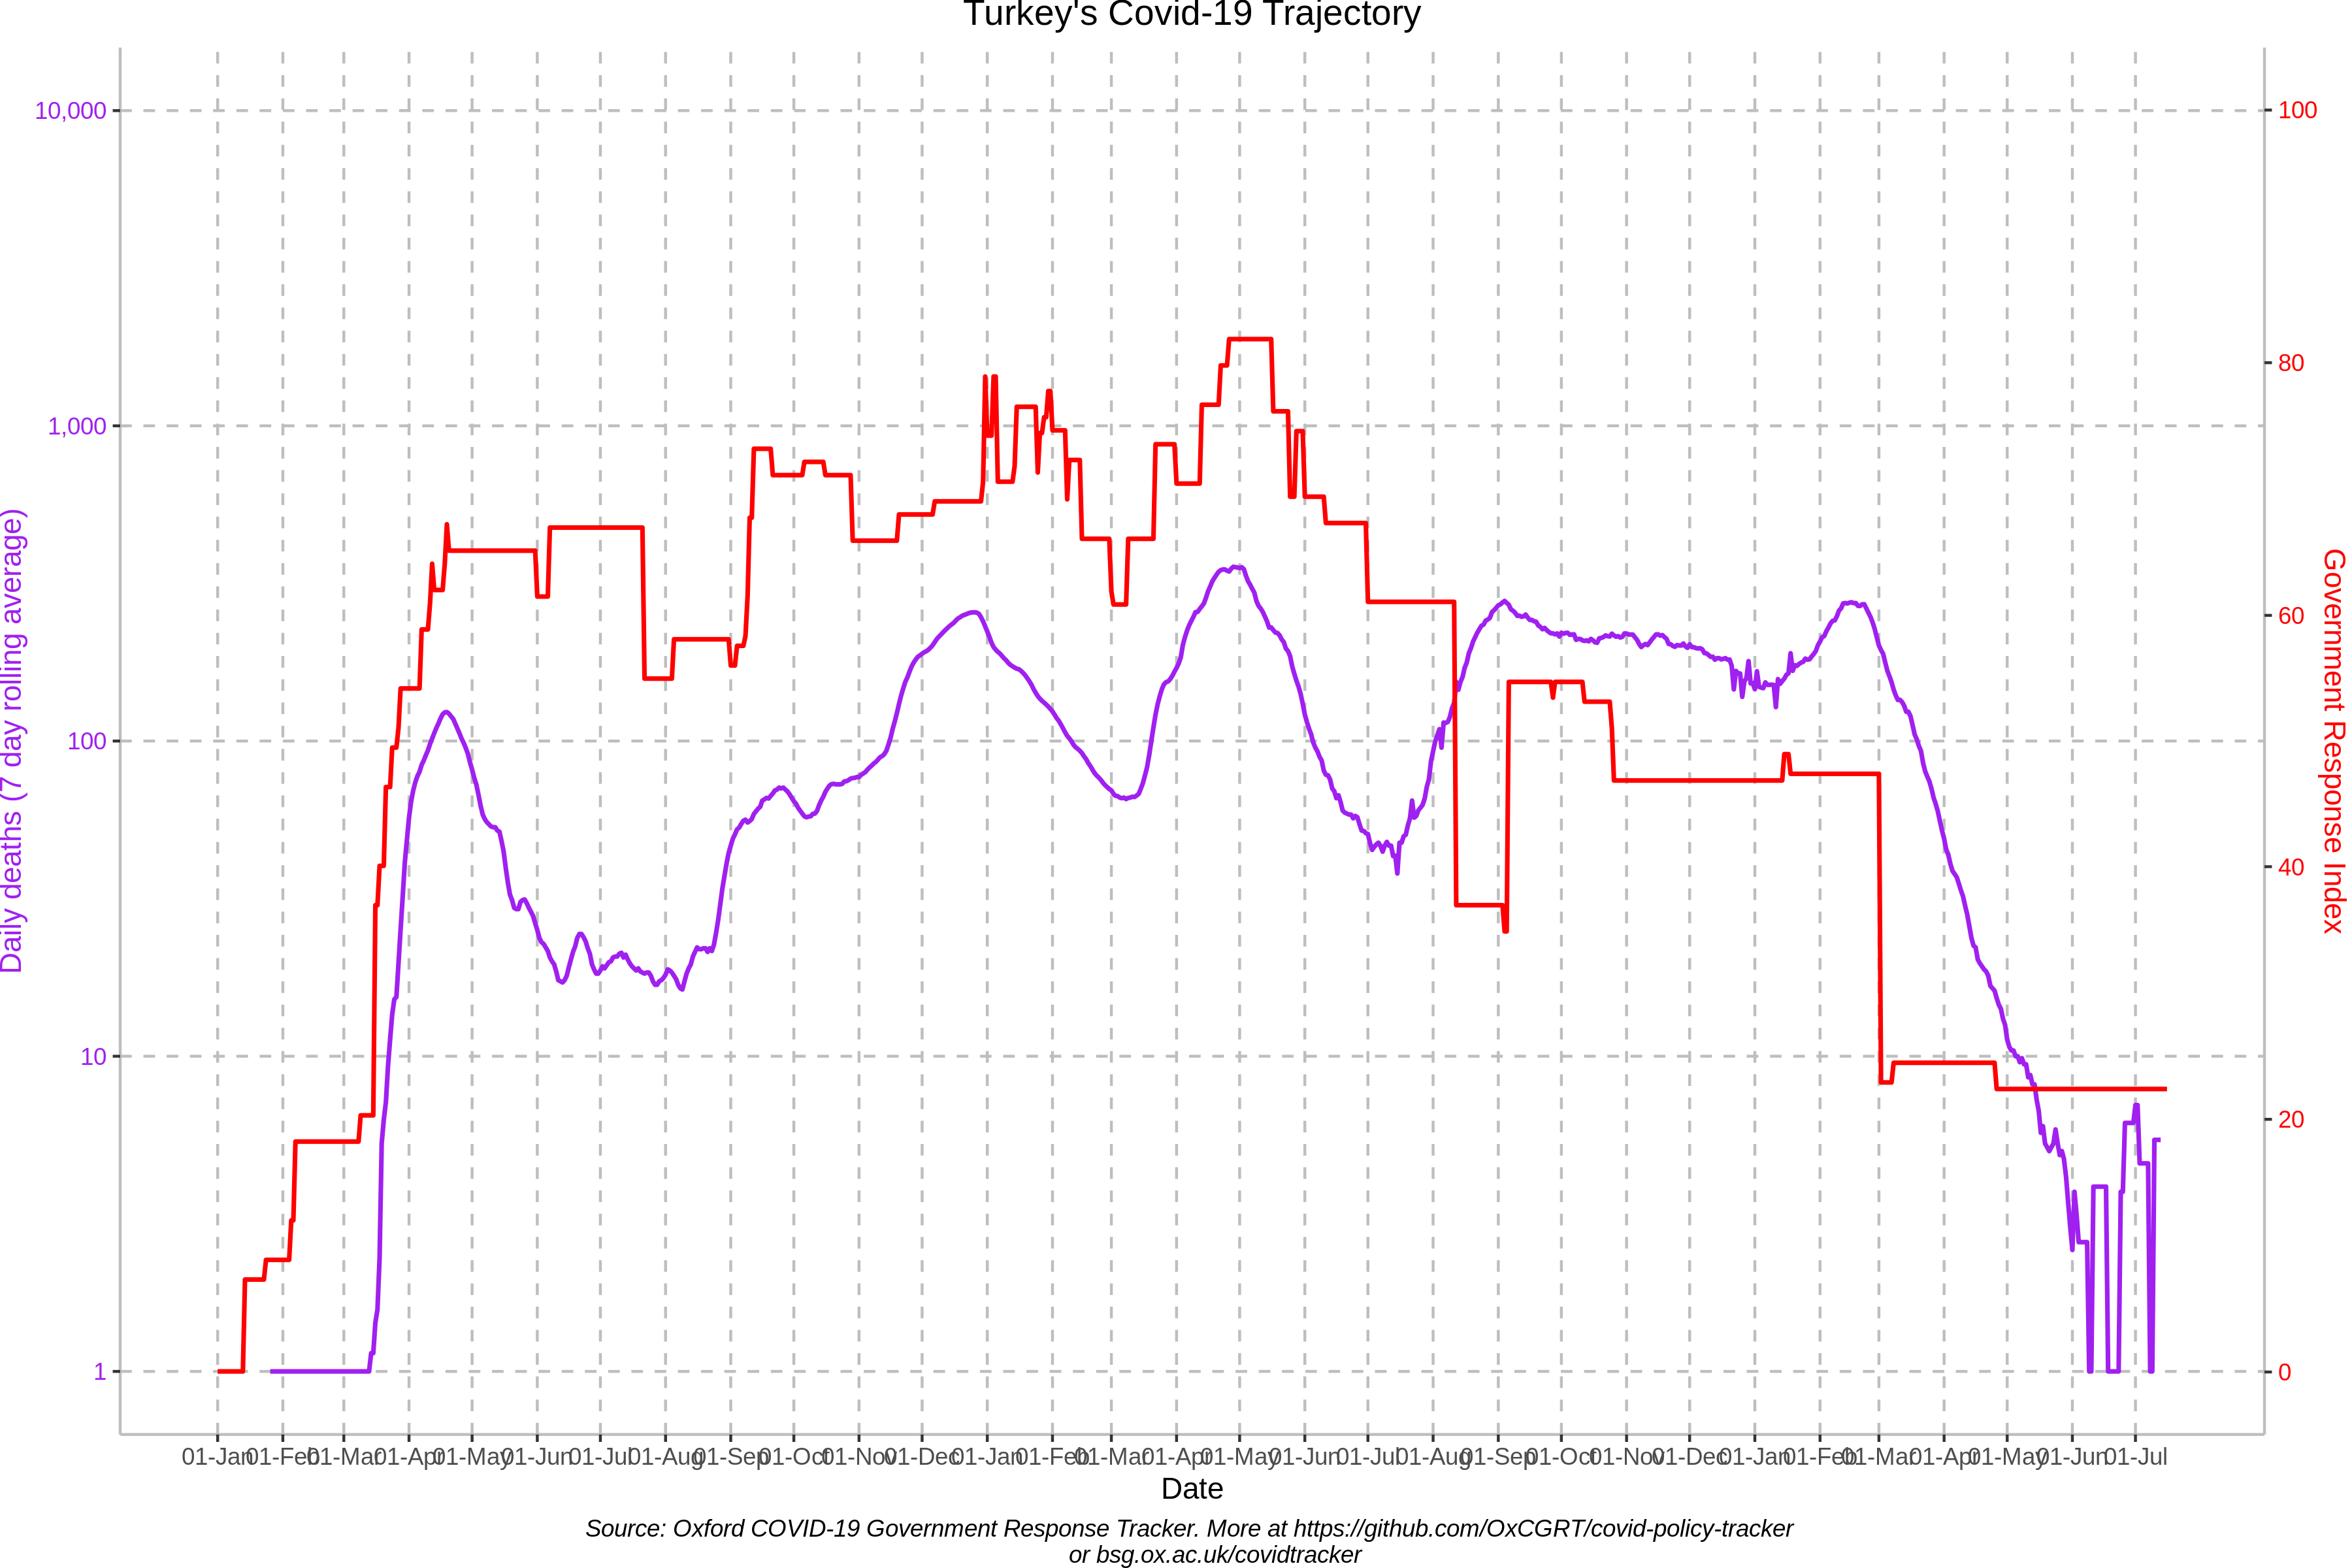 Turkey's Covid-19 Trajectory
10,000
1,000
100
10
1
Daily deaths (7 day rolling average)
100
80
60
40
20
0
Government Response Index
01-Jan 01-Feb 01-Mar 01-Apr 01-May 01-Jun 01-Jul 01-Aug 01-Sep 01-Oct 01-Nov 01-Dec 01-Jan 01-Feb 01-Mar 01-Apr 01-May 01-Jun 01-Jul 01-Aug 01-Sep 01-Oct 01-Nov 01-Dec 01-Jan 01-Feb 01-Mar 01-Apr 01-May 01-Jun 01-Jul
Date
Source: Oxford COVID-19 Government Response Tracker. More at https://github.com/OxCGRT/covid-policy-tracker
or bsg.ox.ac.uk/covidtracker